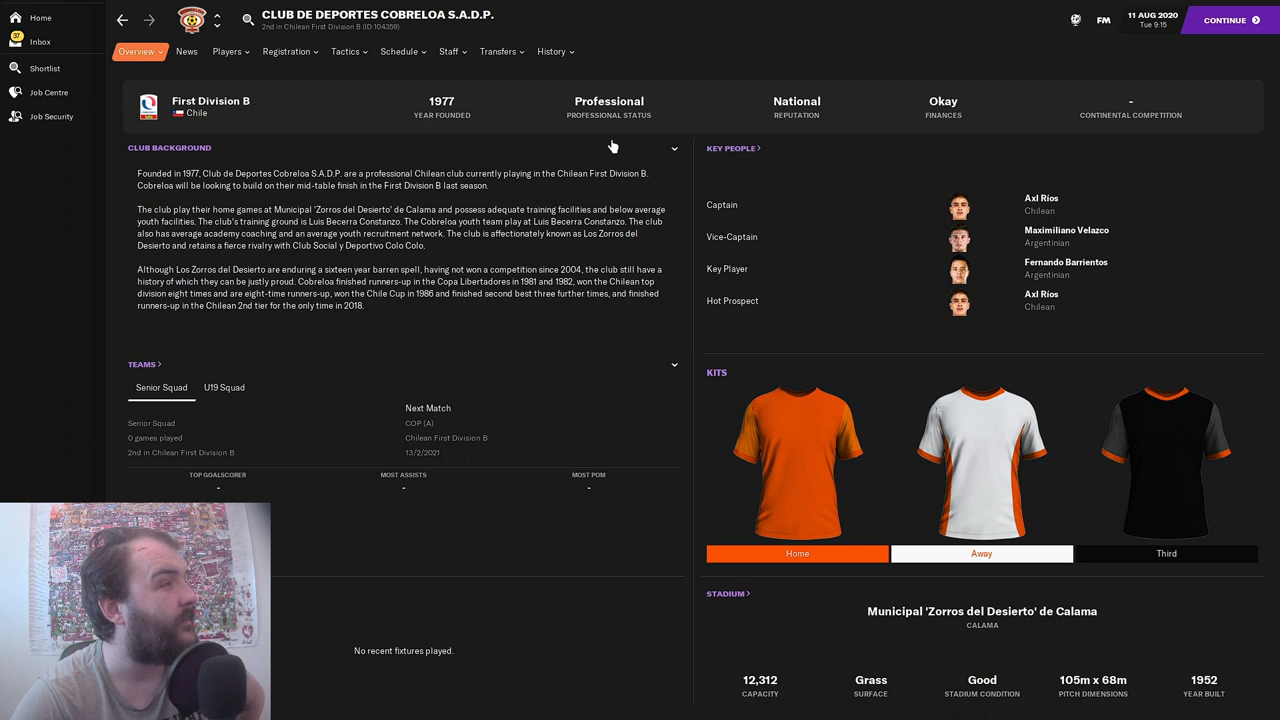 Home
37
Inbox
Shortlist
Job Centre
Job Security
CLUB DE DEPORTES COBRELOA S.A.D.P.
2nd in Chilean First Division B (ID:104359)
FM
11 AUG 2020
Tue 9:15
CONTINUE
Overview
News
Players
Registration
Tactics
Schedule
Staff
Transfers
History
First Division B
Chile
1977
YEAR FOUNDED
Professional
PROFESSIONAL STATUS
National
REPUTATION
Okay
FINANCES
-
CONTINENTAL COMPETITION
CLUB BACKGROUND
Founded in 1977, Club de Deportes Cobreloa S.A.D.P. are a professional Chilean club currently playing in the Chilean First Division B.
Cobreloa will be looking to build on their mid-table finish in the First Division B last season.
The club play their home games at Municipal 'Zorros del Desierto' de Calama and possess adequate training facilities and below average
youth facilities. The club's training ground is Luis Becerra Constanzo. The Cobreloa youth team play at Luis Becerra Constanzo. The club
also has average academy coaching and an average youth recruitment network. The club is affectionately known as Los Zorros del
Desierto and retains a fierce rivalry with Club Social y Deportivo Colo Colo.
Although Los Zorros del Desierto are enduring a sixteen year barren spell, having not won a competition since 2004, the club still have a
history of which they can be justly proud. Cobreloa finished runners-up in the Copa Libertadores in 1981 and 1982, won the Chilean top
division eight times and are eight-time runners-up, won the Chile Cup in 1986 and finished second best three further times, and finished
runners-up in the Chilean 2nd tier for the only time in 2018.
TEAMS >
Senior Squad
U19 Squad
Next Match
Senior Squad
COP (A)
0 games played
Chilean First Division B
2nd in Chilean First Division B
13/2/2021
TOP GOALSCORER
MOST ASSISTS
MOST POM
-
-
-
No recent fixtures played.
KEY PEOPLE >
Captain
Axl Ríos
Chilean
Vice-Captain
Maximiliano Velazco
Argentinian
Key Player
Fernando Barrientos
Argentinian
Hot Prospect
Axl Ríos
Chilean
KITS
Home
Away
Third
STADIUM >
Municipal 'Zorros del Desierto' de Calama
CALAMA
12,312
CAPACITY
Grass
SURFACE
Good
STADIUM CONDITION
105m x 68m
PITCH DIMENSIONS
1952
YEAR BUILT